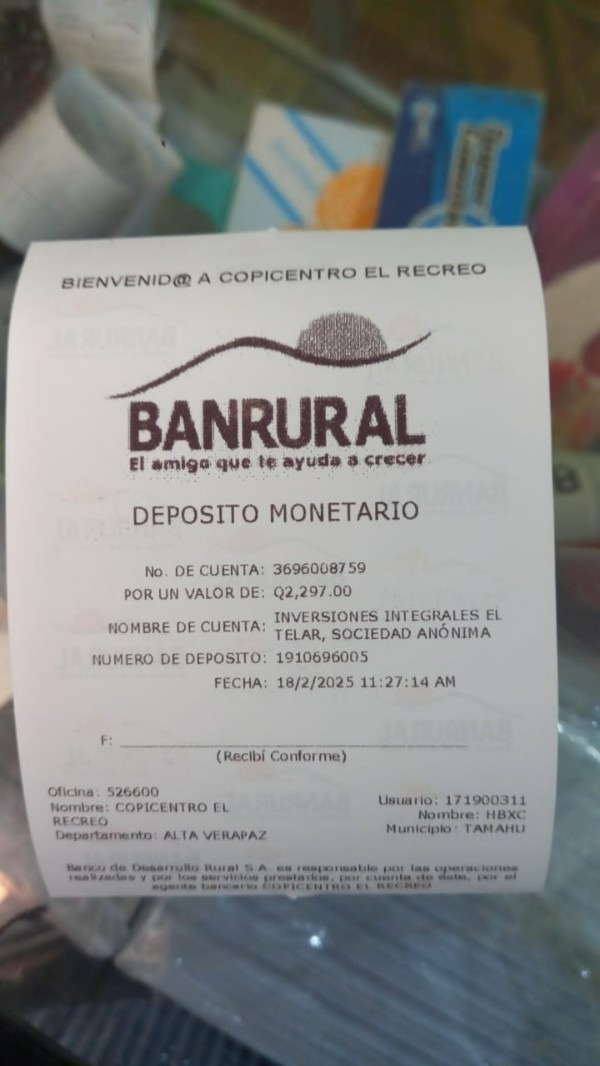 BIENVENID@ A COPICENTRO EL RECREO
BANRURAL
El amigo que te ayuda a crecer
DEPOSITO MONETARIO
No. DE CUENTA: 3696008759
POR UN VALOR DE: Q2,297.00
NOMBRE DE CUENTA: INVERSIONES INTEGRALES EL
TELAR, SOCIEDAD ANÓNIMA
NUMERO DE DEPOSITO: 1910696005
FECHA: 18/2/2025 11:27:14 AM
F:
(Recibí Conforme)
Oficina: 526600
Nombre: COPICENTRO EL
RECREO
Departamento: ALTA VERAPAZ
Usuario: 171900311
Nombre: HBXC
Municipio: TAMAHU
Banco de Desarrollo Rural S.A. es responsable por las operaciones
realizadas y por los servicios prestados, por cuenta de éste, por el
agente bancario COPICENTRO EL RECREO